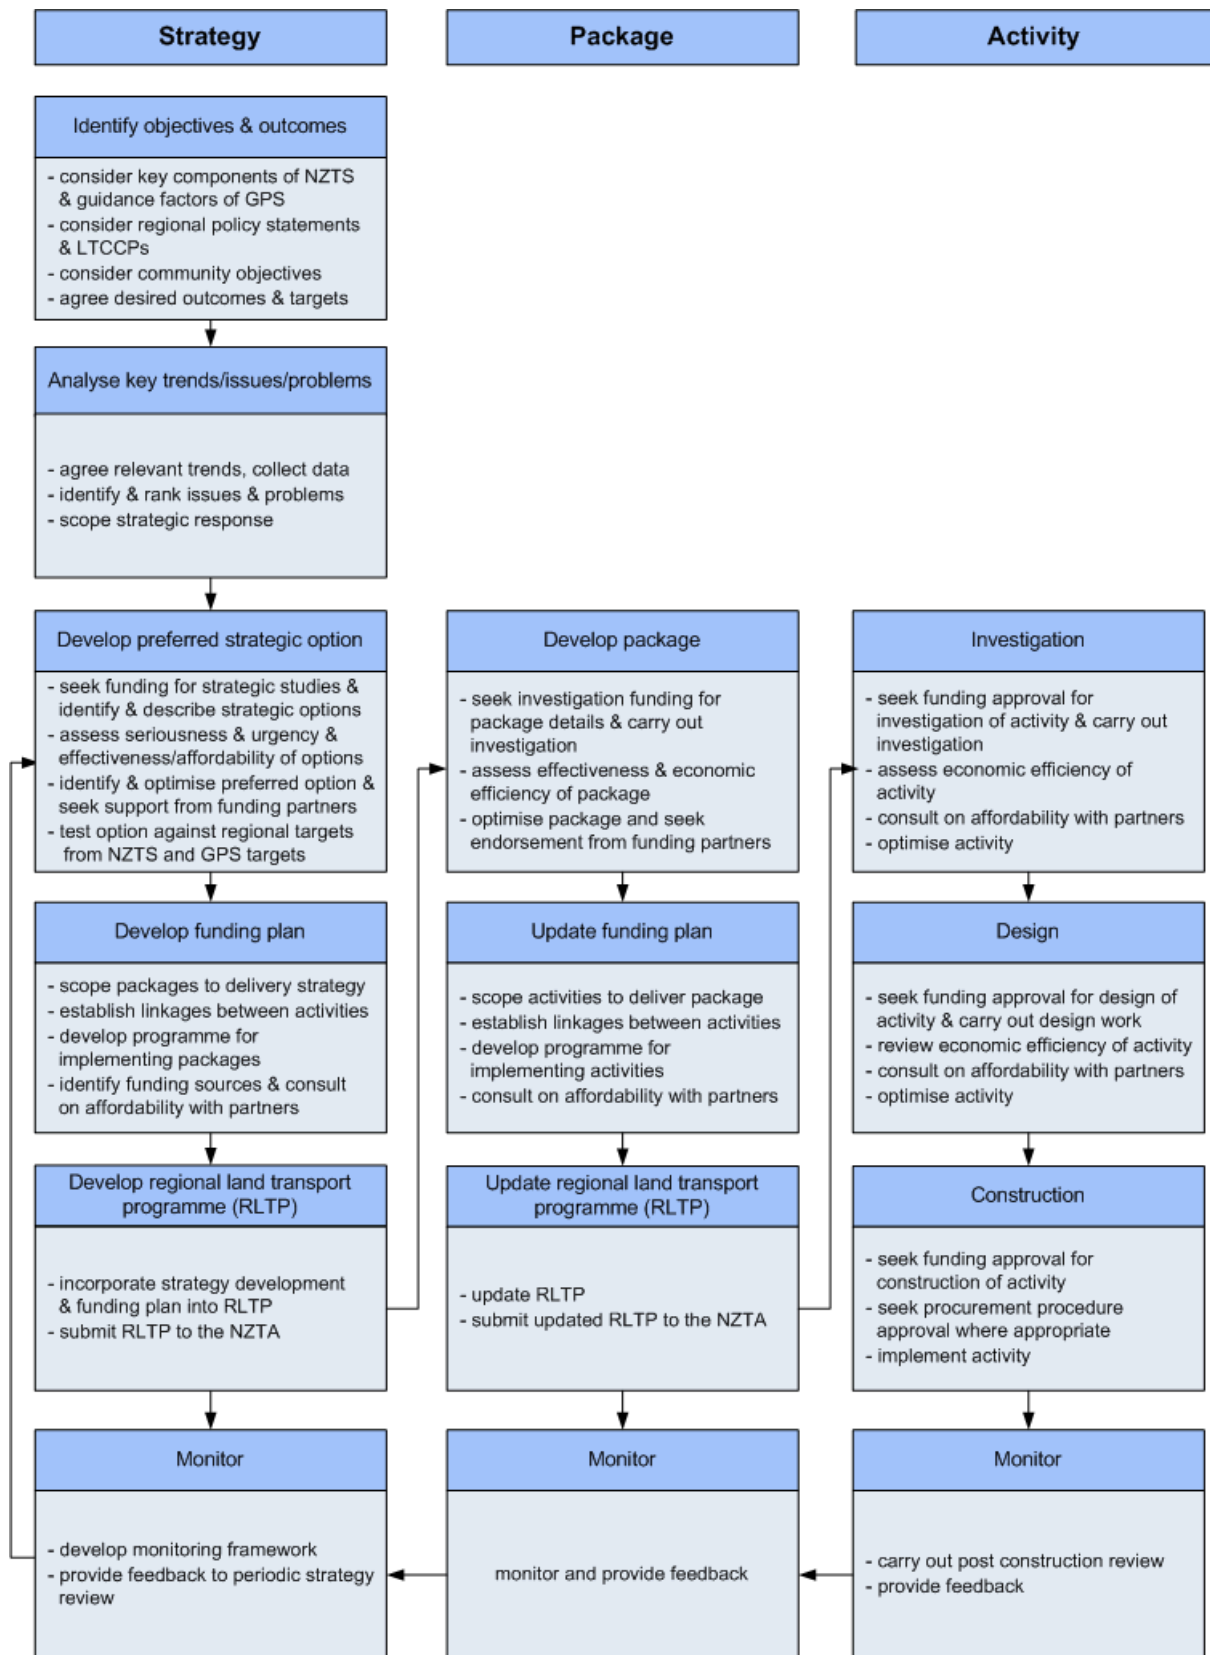 Strategy
Package
Activity
Identify objectives & outcomes
- consider key components of NZTS
& guidance factors of GPS
- consider regional policy statements
& LTCCPs
- consider community objectives
- agree desired outcomes & targets
Analyse key trends/issues/problems
- agree relevant trends, collect data
- identify & rank issues & problems
- scope strategic response
Develop preferred strategic option
- seek funding for strategic studies &
identify & describe strategic options
- assess seriousness & urgency &
effectiveness/affordability of options
- identify & optimise preferred option &
seek support from funding partners
- test option against regional targets
from NZTS and GPS targets
Develop funding plan
- scope packages to delivery strategy
- establish linkages between activities
- develop programme for
implementing packages
- identify funding sources & consult
on affordability with partners
Develop regional land transport
programme (RLTP)
- incorporate strategy development
& funding plan into RLTP
- submit RLTP to the NZTA
Monitor
- develop monitoring framework
- provide feedback to periodic strategy
review
Develop package
- seek investigation funding for
package details & carry out
investigation
- assess effectiveness & economic
efficiency of package
- optimise package and seek
endorsement from funding partners
Update funding plan
- scope activities to deliver package
- establish linkages between activities
- develop programme for
implementing activities
- consult on affordability with partners
Update regional land transport
programme (RLTP)
- update RLTP
- submit updated RLTP to the NZTA
Monitor
monitor and provide feedback
Investigation
- seek funding approval for
investigation of activity & carry out
investigation
- assess economic efficiency of
activity
- consult on affordability with partners
- optimise activity
Design
- seek funding approval for design of
activity & carry out design work
- review economic efficiency of activity
- consult on affordability with partners
- optimise activity
Construction
- seek funding approval for
construction of activity
- seek procurement procedure
approval where appropriate
- implement activity
Monitor
- carry out post construction review
- provide feedback